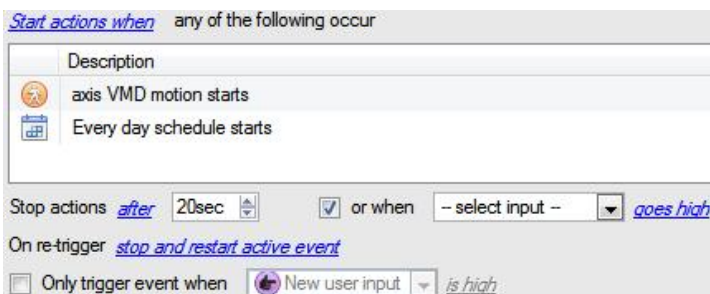 Start actions when any of the following occur
Description
axis VMD motion starts
Every day schedule starts
Stop actions after 20sec or when -- select input -- goes high
On re-trigger stop and restart active event
Only trigger event when New user input is high